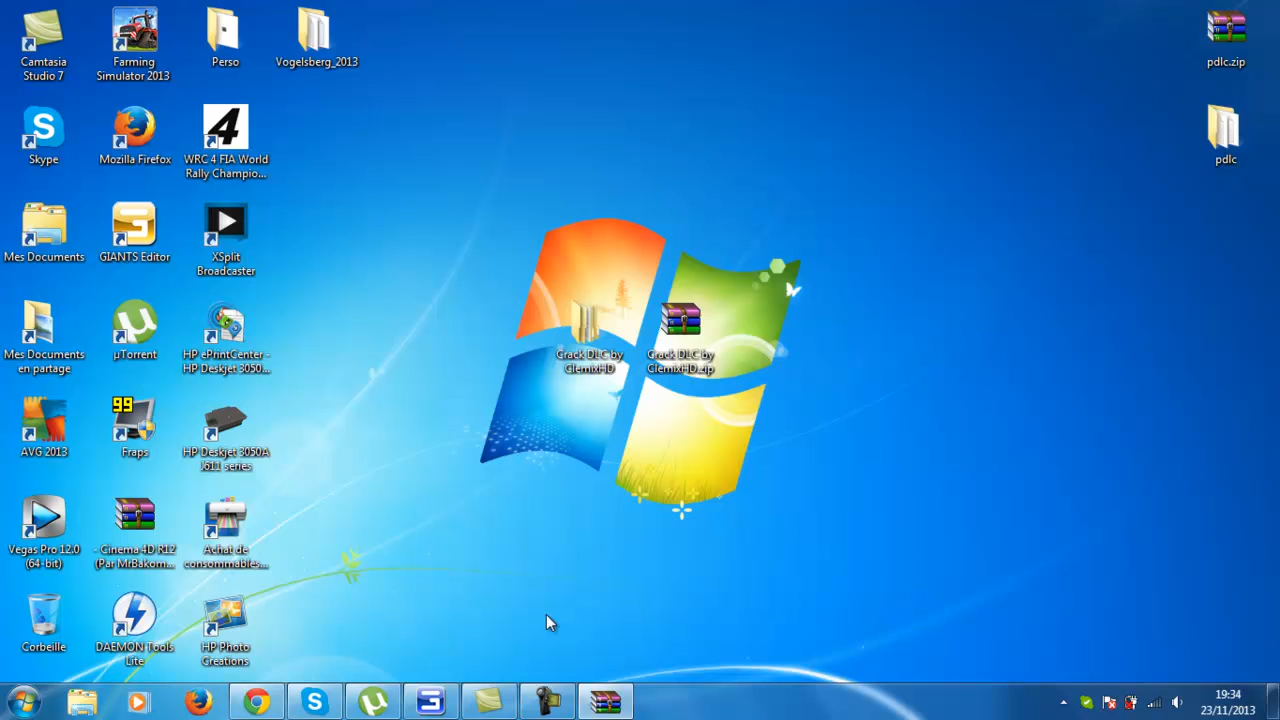 Camtasia
Studio 7
Farming
Simulator 2013
Perso
Vogelsberg_2013
pdlc.zip
S
Skype
Mozilla Firefox
4
WRC 4 FIA World
Rally Champio...
pdlc
Mes Documents
GIANTS Editor
XSplit
Broadcaster
Mes Documents
en partage
µTorrent
HP ePrintCenter -
HP Deskjet 3050...
Crack DLC by
ClemixHD
Crack DLC by
ClemixHD.zip
AVG 2013
99
Fraps
HP Deskjet 3050A
J611 series
Vegas Pro 12.0
(64-bit)
- Cinema 4D R12
(Par MrBakom...
Achat de
consommables...
Corbeille
DAEMON Tools
Lite
HP Photo
Creations
19:34
23/11/2013